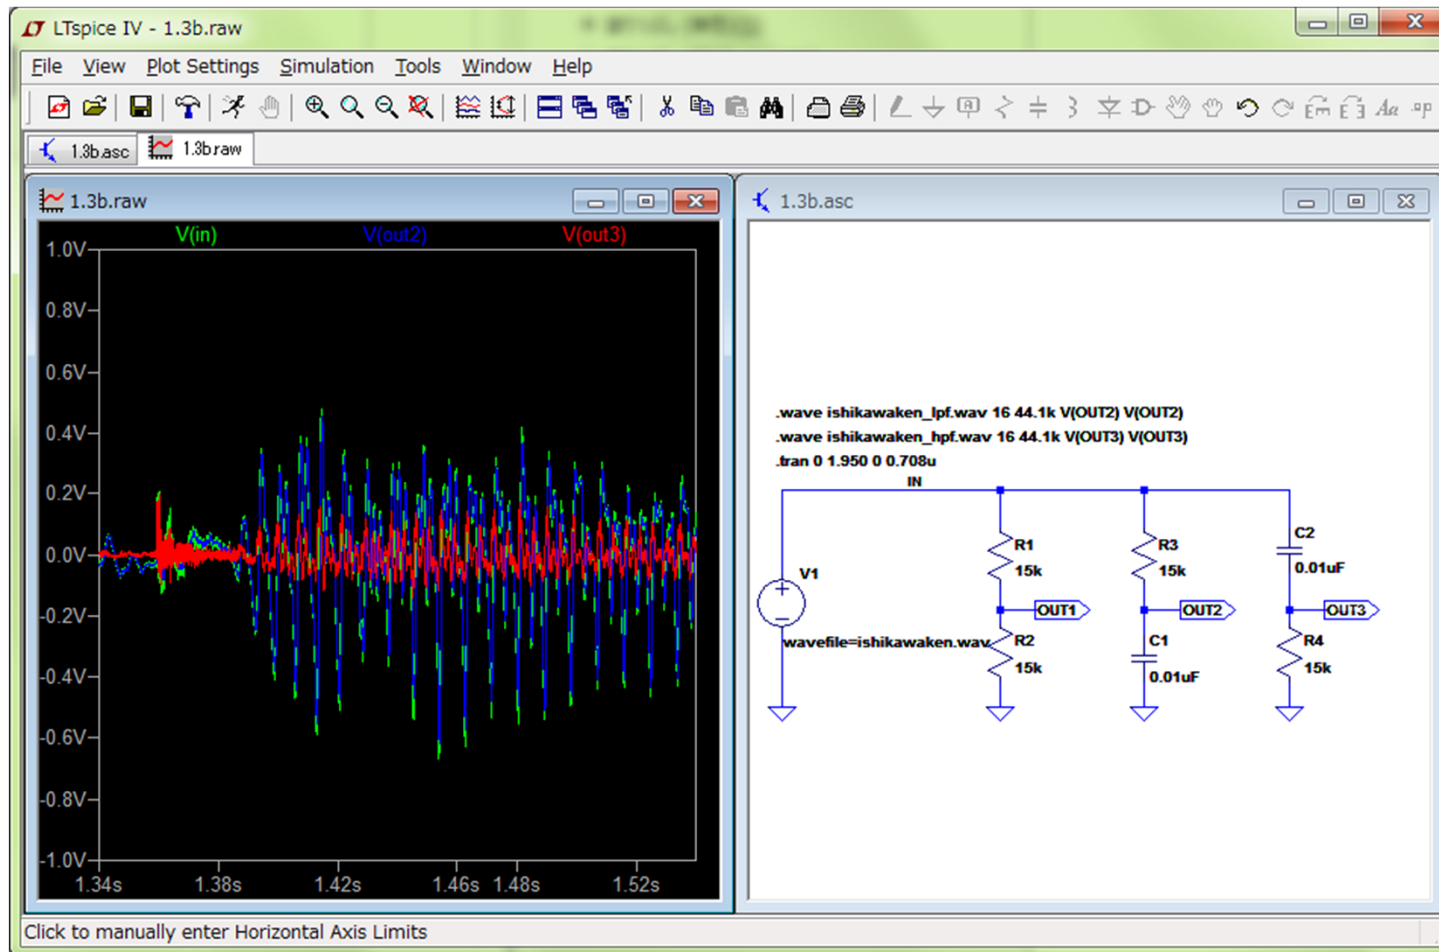 LTspice IV - 1.3b.raw
File View Plot Settings Simulation Tools Window Help
1.3b.asc 1.3b.raw
1.3b.raw
V(in) V(out2) V(out3)
1.0V
0.8V
0.6V
0.4V
0.2V
0.0V
-0.2V
-0.4V
-0.6V
-0.8V
-1.0V
1.34s 1.38s 1.42s 1.46s 1.48s 1.52s
1.3b.asc
.wave ishikawaken_lpf.wav 16 44.1k V(OUT2) V(OUT2)
.wave ishikawaken_hpf.wav 16 44.1k V(OUT3) V(OUT3)
.tran 0 1.950 0 0.708u
IN
C2
R1 R3
0.01uF
15k 15k
V1
OUT1 OUT2 OUT3
wavefile=ishikawaken.wav R2 C1 R4
15k 0.01uF 15k
Click to manually enter Horizontal Axis Limits